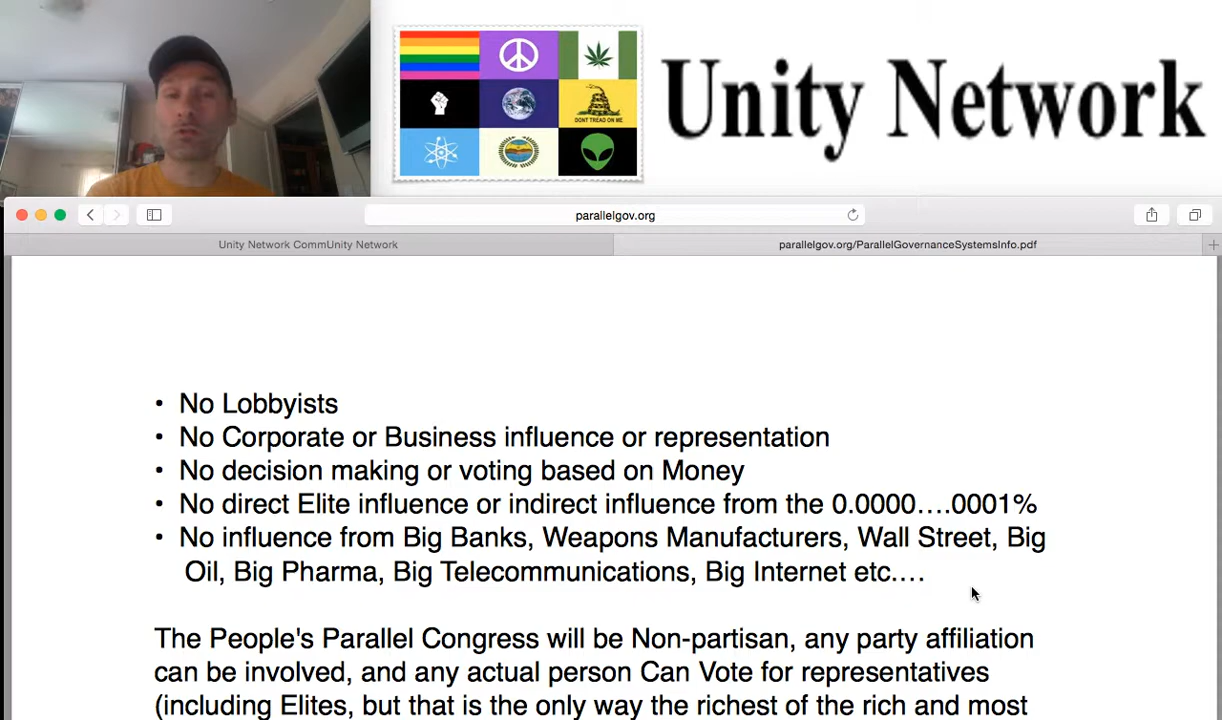 Unity Network
DONT TREAD ON ME
parallelgov.org
Unity Network CommUnity Network
parallelgov.org/ParallelGovernanceSystemsInfo.pdf
• No Lobbyists
• No Corporate or Business influence or representation
• No decision making or voting based on Money
• No direct Elite influence or indirect influence from the 0.0000....0001%
• No influence from Big Banks, Weapons Manufacturers, Wall Street, Big
Oil, Big Pharma, Big Telecommunications, Big Internet etc....
The People's Parallel Congress will be Non-partisan, any party affiliation
can be involved, and any actual person Can Vote for representatives
(including Elites, but that is the only way the richest of the rich and most